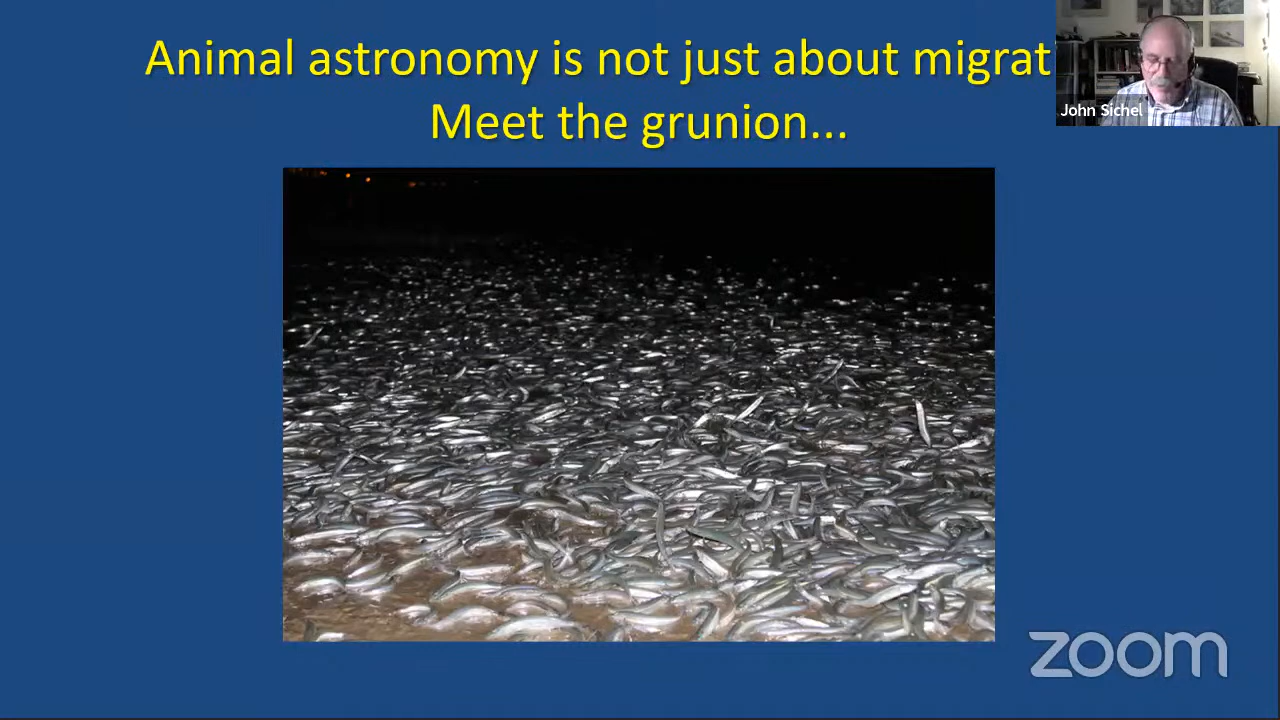 Animal astronomy is not just about migrat
Meet the grunion...
John Sichel
zoom